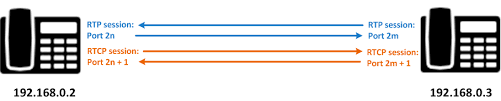 RTP session:
Port 2n
RTP session:
Port 2m
RTCP session:
Port 2n + 1
RTCP session:
Port 2m + 1
192.168.0.2
192.168.0.3